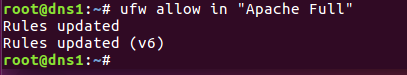 root@dns1:~# ufw allow in "Apache Full"
Rules updated
Rules updated (v6)
root@dns1:~#